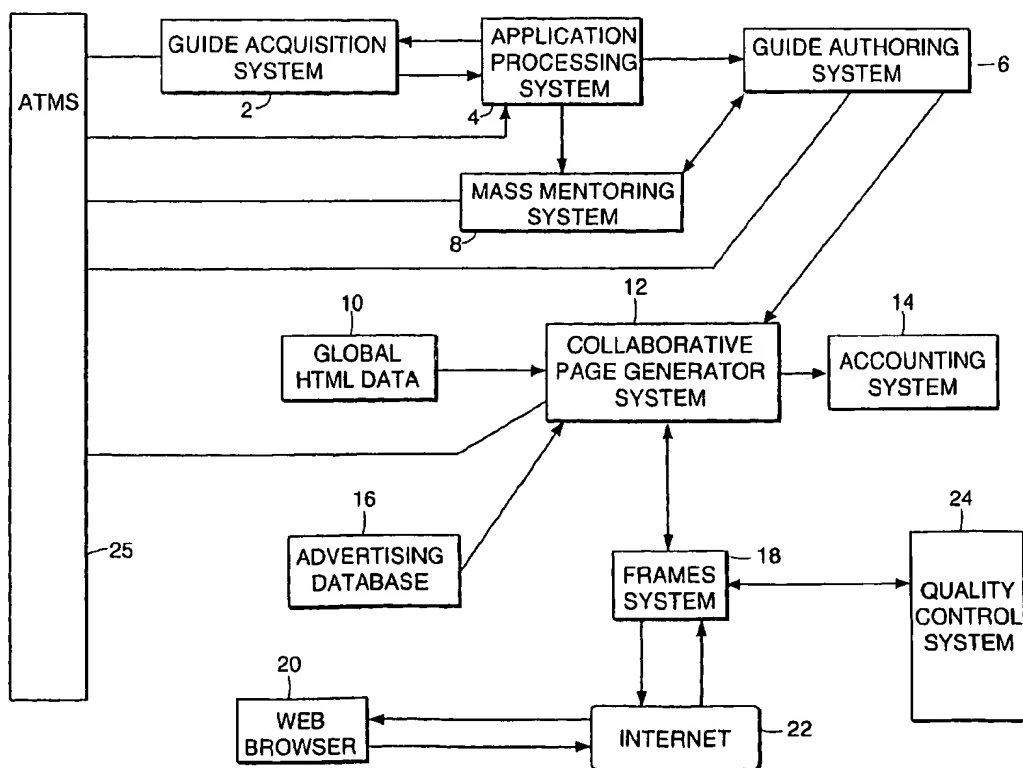 ATMS
GUIDE ACQUISITION
SYSTEM
2
APPLICATION
PROCESSING
SYSTEM
4
GUIDE AUTHORING
SYSTEM
6
MASS MENTORING
SYSTEM
8
10
GLOBAL
HTML DATA
12
COLLABORATIVE
PAGE GENERATOR
SYSTEM
14
ACCOUNTING
SYSTEM
16
ADVERTISING
DATABASE
25
18
FRAMES
SYSTEM
24
QUALITY
CONTROL
SYSTEM
20
WEB
BROWSER
INTERNET
22